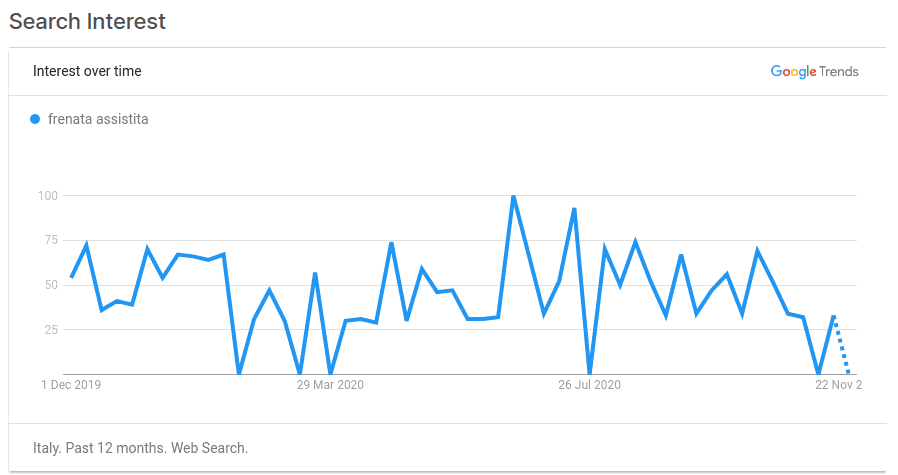 Search Interest
Interest over time
Google Trends
frenata assistita
100
75
50
25
1 Dec 2019
29 Mar 2020
26 Jul 2020
22 Nov 2
Italy. Past 12 months. Web Search.